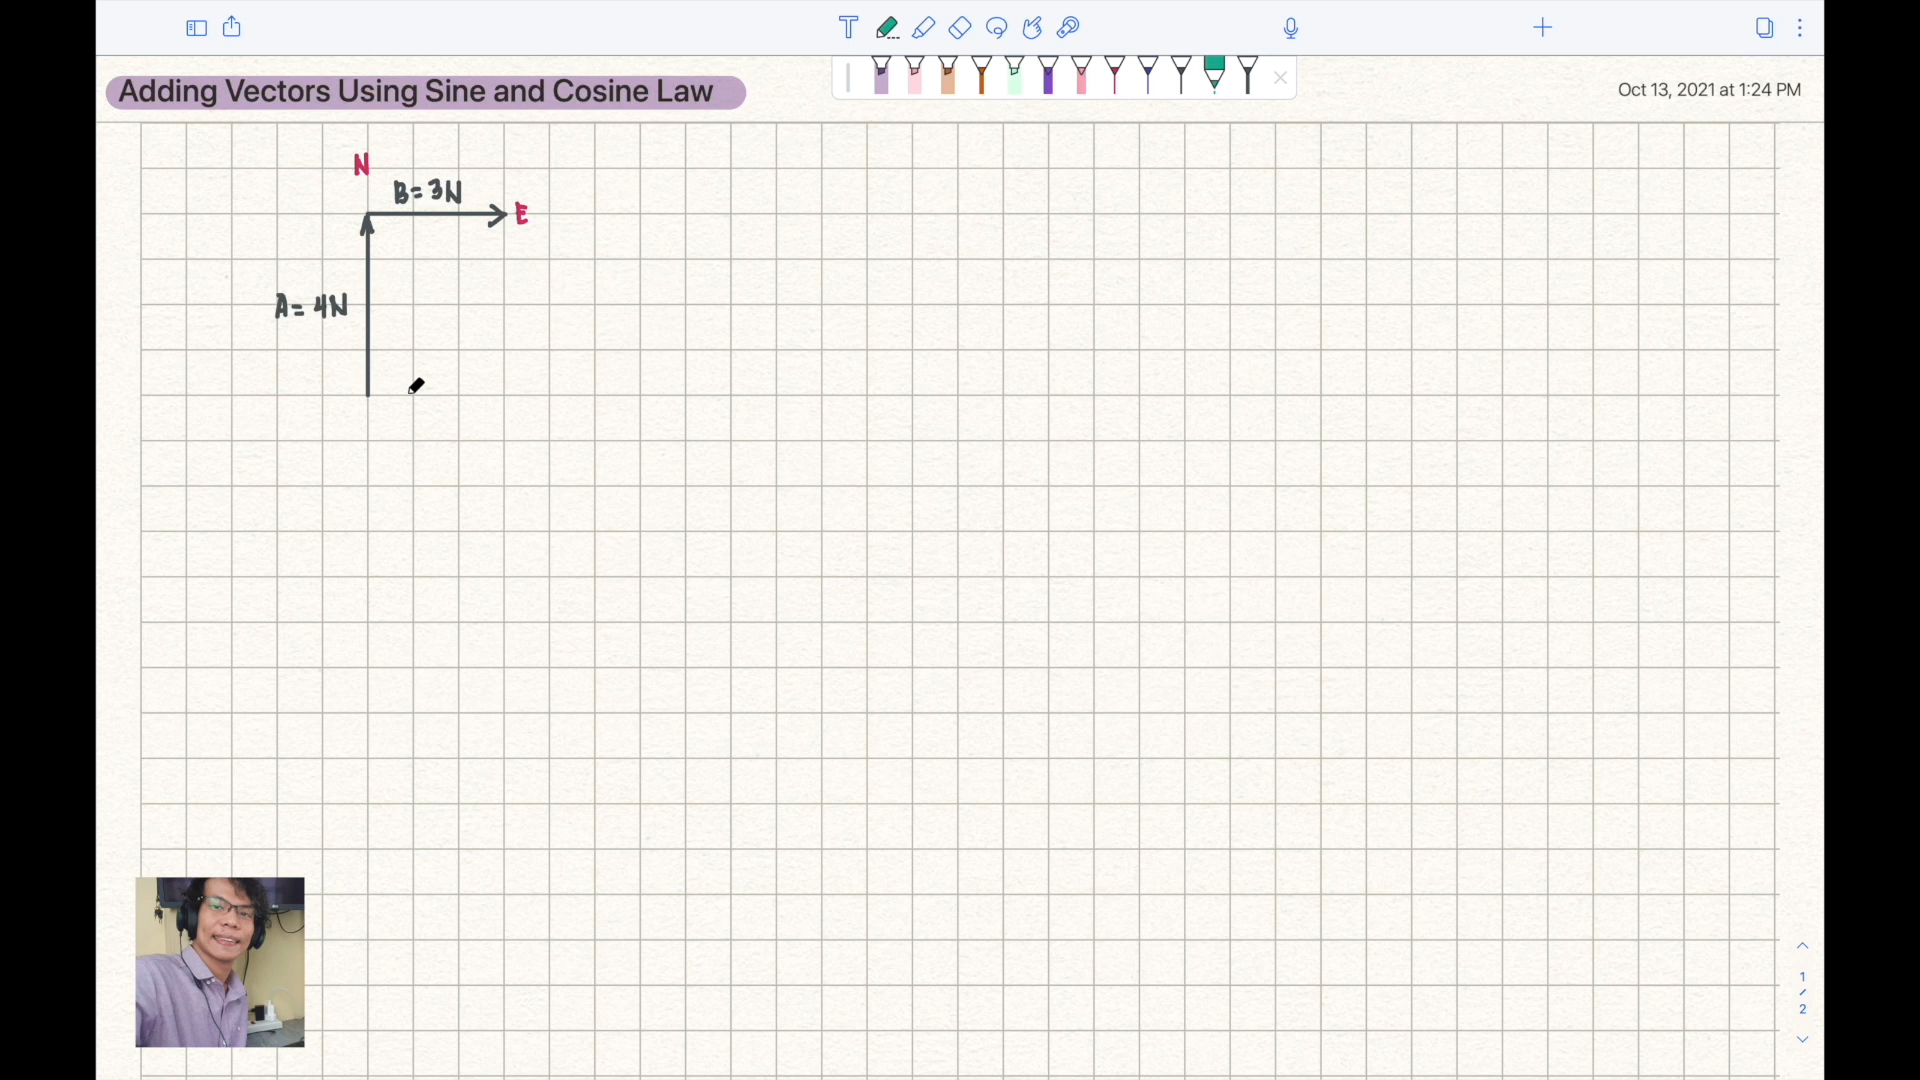 Adding Vectors Using Sine and Cosine Law
Oct 13, 2021 at 1:24 PM
N
B = 3N
E
A = 4N
1
/
2